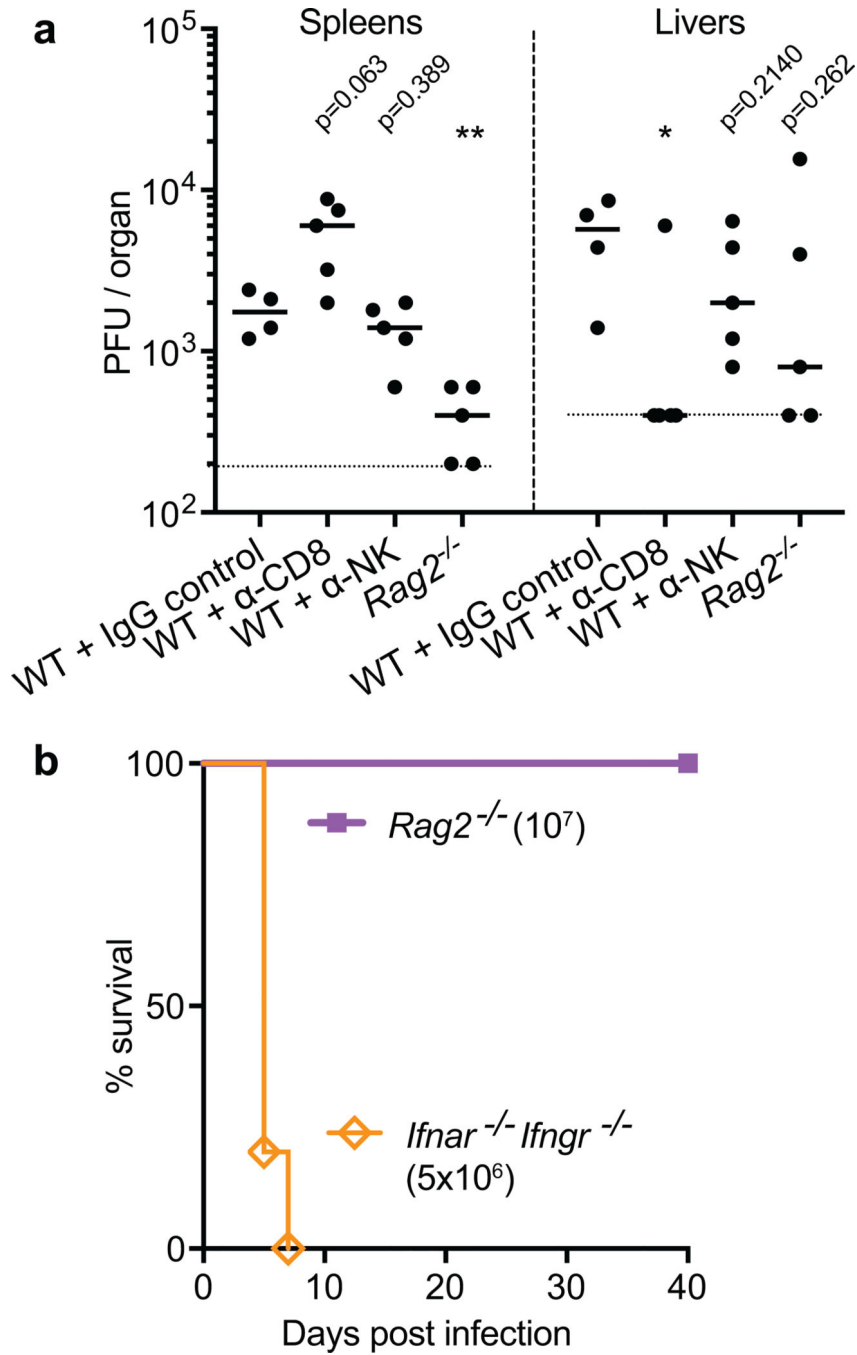 a
Spleens
Livers
p=0.063
p=0.389
**
*
p=0.2140
p=0.262
PFU / organ
10⁵
10⁴
10³
10²
WT + IgG control
WT + α-CD8
WT + α-NK
Rag2⁻/⁻
WT + IgG control
WT + α-CD8
WT + α-NK
Rag2⁻/⁻
b
% survival
100
50
0
Rag2⁻/⁻ (10⁷)
Ifnar ⁻/⁻ Ifngr ⁻/⁻
(5x10⁶)
0
10
20
30
40
Days post infection